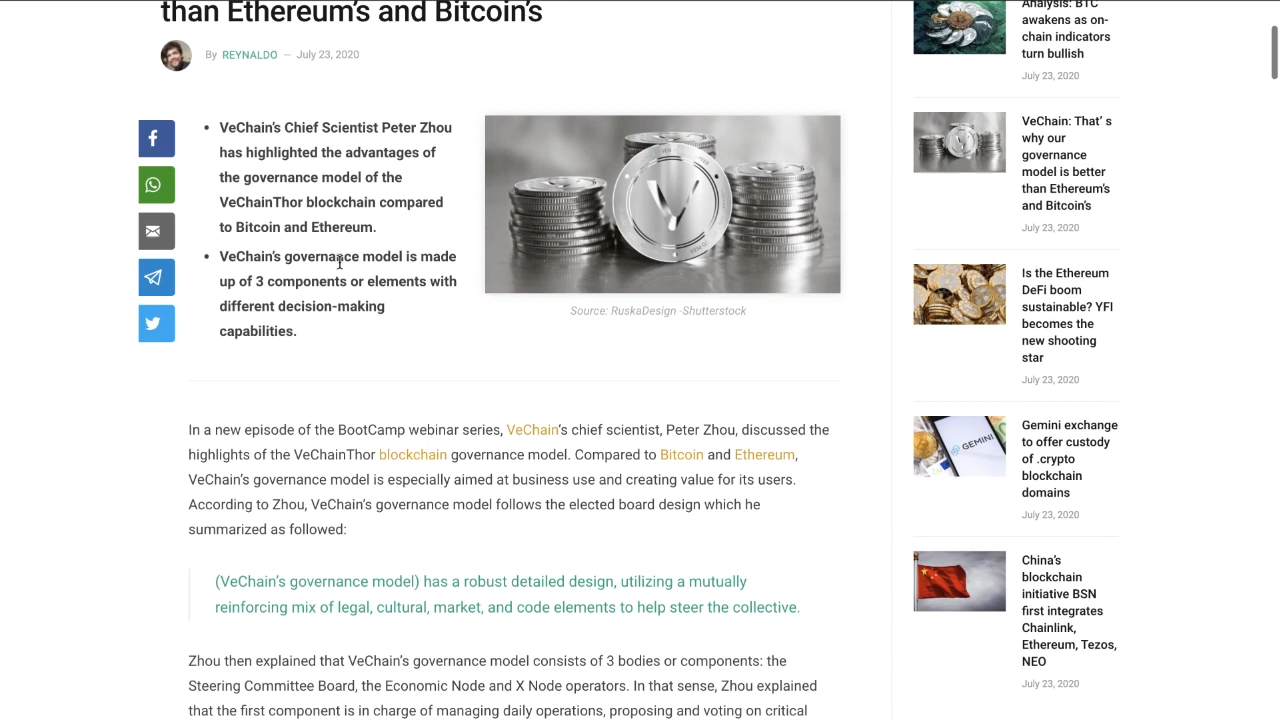 than Ethereum's and Bitcoin's
By REYNALDO — July 23, 2020
• VeChain's Chief Scientist Peter Zhou
has highlighted the advantages of
the governance model of the
VeChainThor blockchain compared
to Bitcoin and Ethereum.
• VeChain's governance model is made
up of 3 components or elements with
different decision-making
capabilities.
Source: RuskaDesign -Shutterstock
In a new episode of the BootCamp webinar series, VeChain's chief scientist, Peter Zhou, discussed the
highlights of the VeChainThor blockchain governance model. Compared to Bitcoin and Ethereum,
VeChain's governance model is especially aimed at business use and creating value for its users.
According to Zhou, VeChain's governance model follows the elected board design which he
summarized as followed:
(VeChain's governance model) has a robust detailed design, utilizing a mutually
reinforcing mix of legal, cultural, market, and code elements to help steer the collective.
Zhou then explained that VeChain's governance model consists of 3 bodies or components: the
Steering Committee Board, the Economic Node and X Node operators. In that sense, Zhou explained
that the first component is in charge of managing daily operations, proposing and voting on critical
Analysis: BTC
awakens as on-
chain indicators
turn bullish
July 23, 2020
VeChain: That' s
why our
governance
model is better
than Ethereum's
and Bitcoin's
July 23, 2020
Is the Ethereum
DeFi boom
sustainable? YFI
becomes the
new shooting
star
July 23, 2020
GEMINI
Gemini exchange
to offer custody
of .crypto
blockchain
domains
July 23, 2020
China's
blockchain
initiative BSN
first integrates
Chainlink,
Ethereum, Tezos,
NEO
July 23, 2020